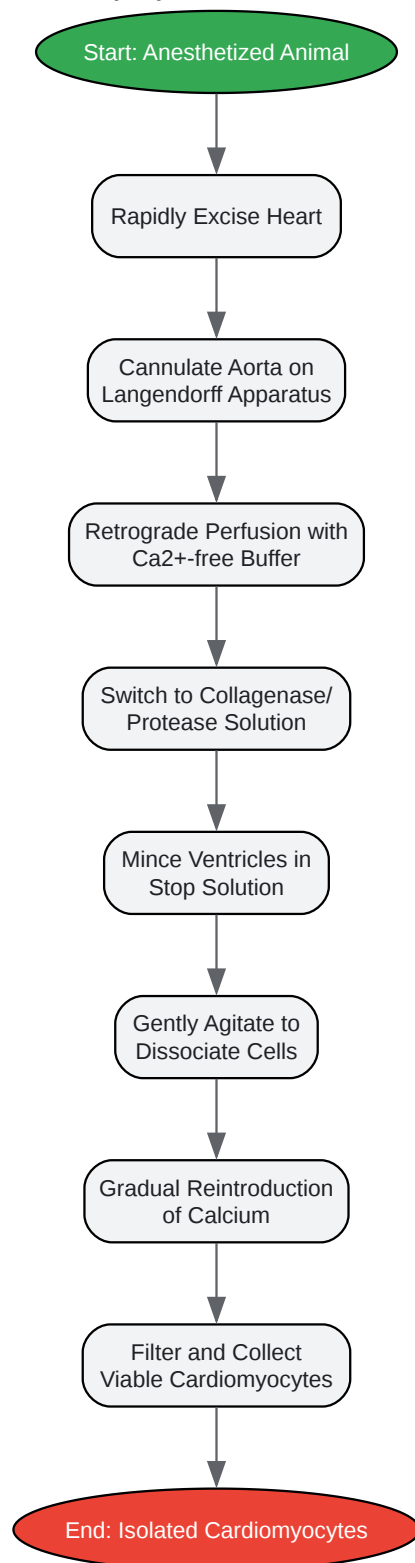 Start: Anesthetized Animal
Rapidly Excise Heart
Cannulate Aorta on
Langendorff Apparatus
Retrograde Perfusion with
Ca2+-free Buffer
Switch to Collagenase/
Protease Solution
Mince Ventricles in
Stop Solution
Gently Agitate to
Dissociate Cells
Gradual Reintroduction
of Calcium
Filter and Collect
Viable Cardiomyocytes
End: Isolated Cardiomyocytes